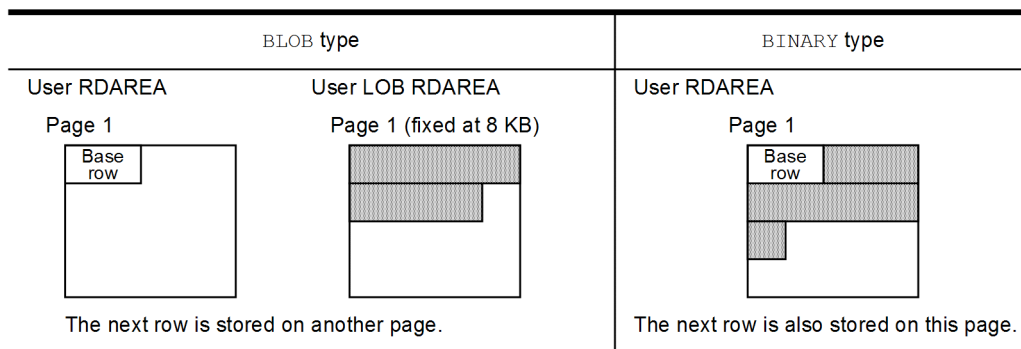 BLOB type
BINARY type
User RDAREA
User LOB RDAREA
User RDAREA
Page 1
Page 1 (fixed at 8 KB)
Page 1
Base
row
Base
row
The next row is stored on another page.
The next row is also stored on this page.